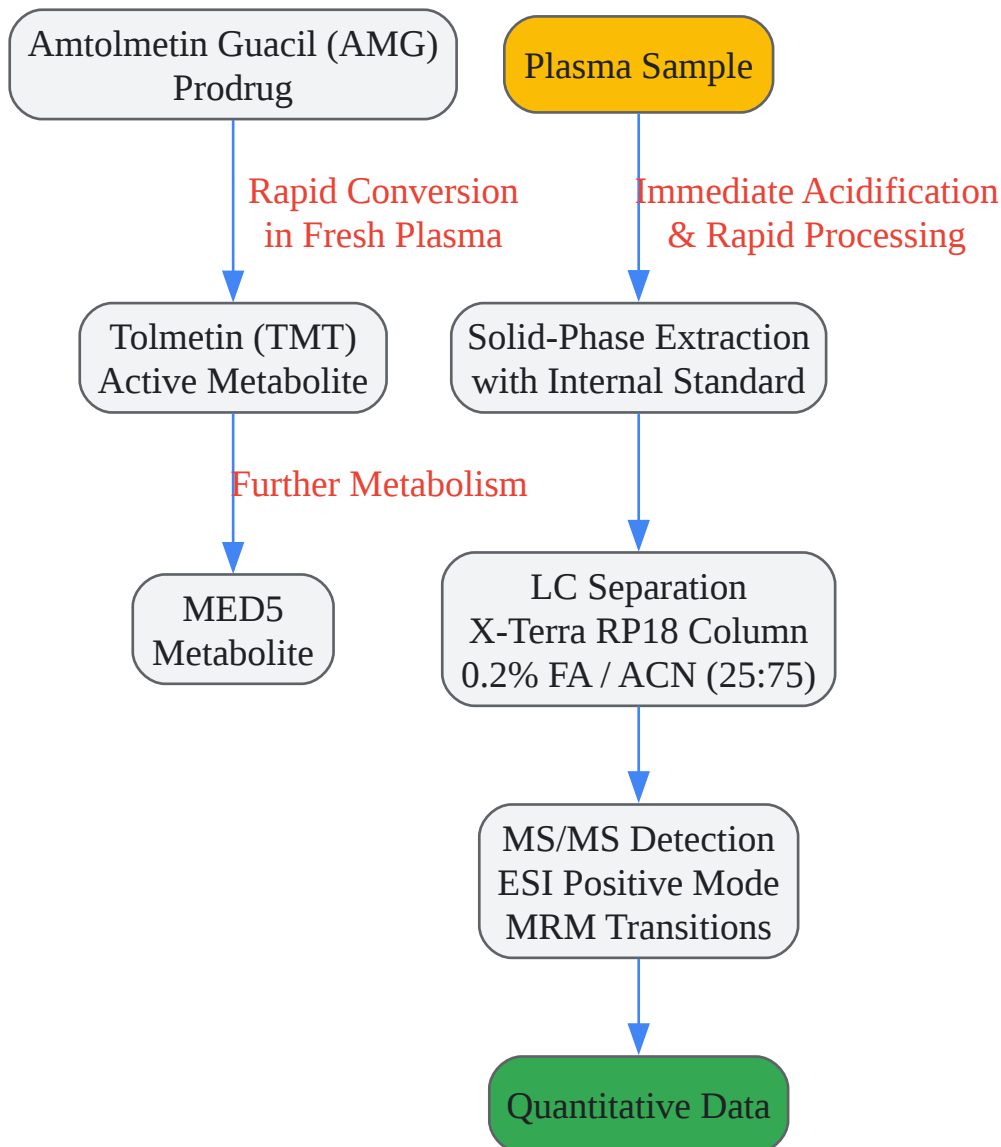 Amtolmetin Guacil (AMG)
Prodrug
Plasma Sample
Rapid Conversion
in Fresh Plasma
Immediate Acidification
& Rapid Processing
Tolmetin (TMT)
Active Metabolite
Solid-Phase Extraction
with Internal Standard
Further Metabolism
MED5
Metabolite
LC Separation
X-Terra RP18 Column
0.2% FA / ACN (25:75)
MS/MS Detection
ESI Positive Mode
MRM Transitions
Quantitative Data